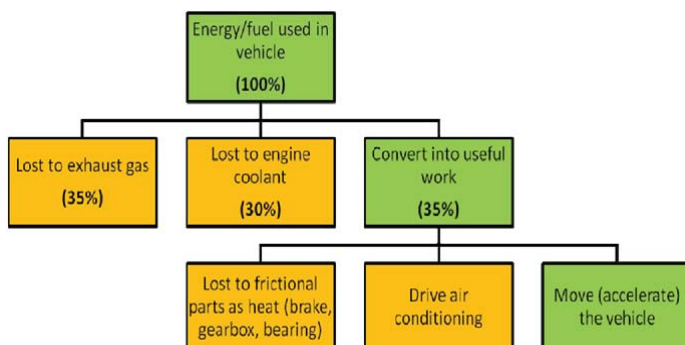 Energy/fuel used in
vehicle
(100%)
Lost to exhaust gas
(35%)
Lost to engine
coolant
(30%)
Convert into useful
work
(35%)
Lost to frictional
parts as heat (brake,
gearbox, bearing)
Drive air
conditioning
Move (accelerate)
the vehicle